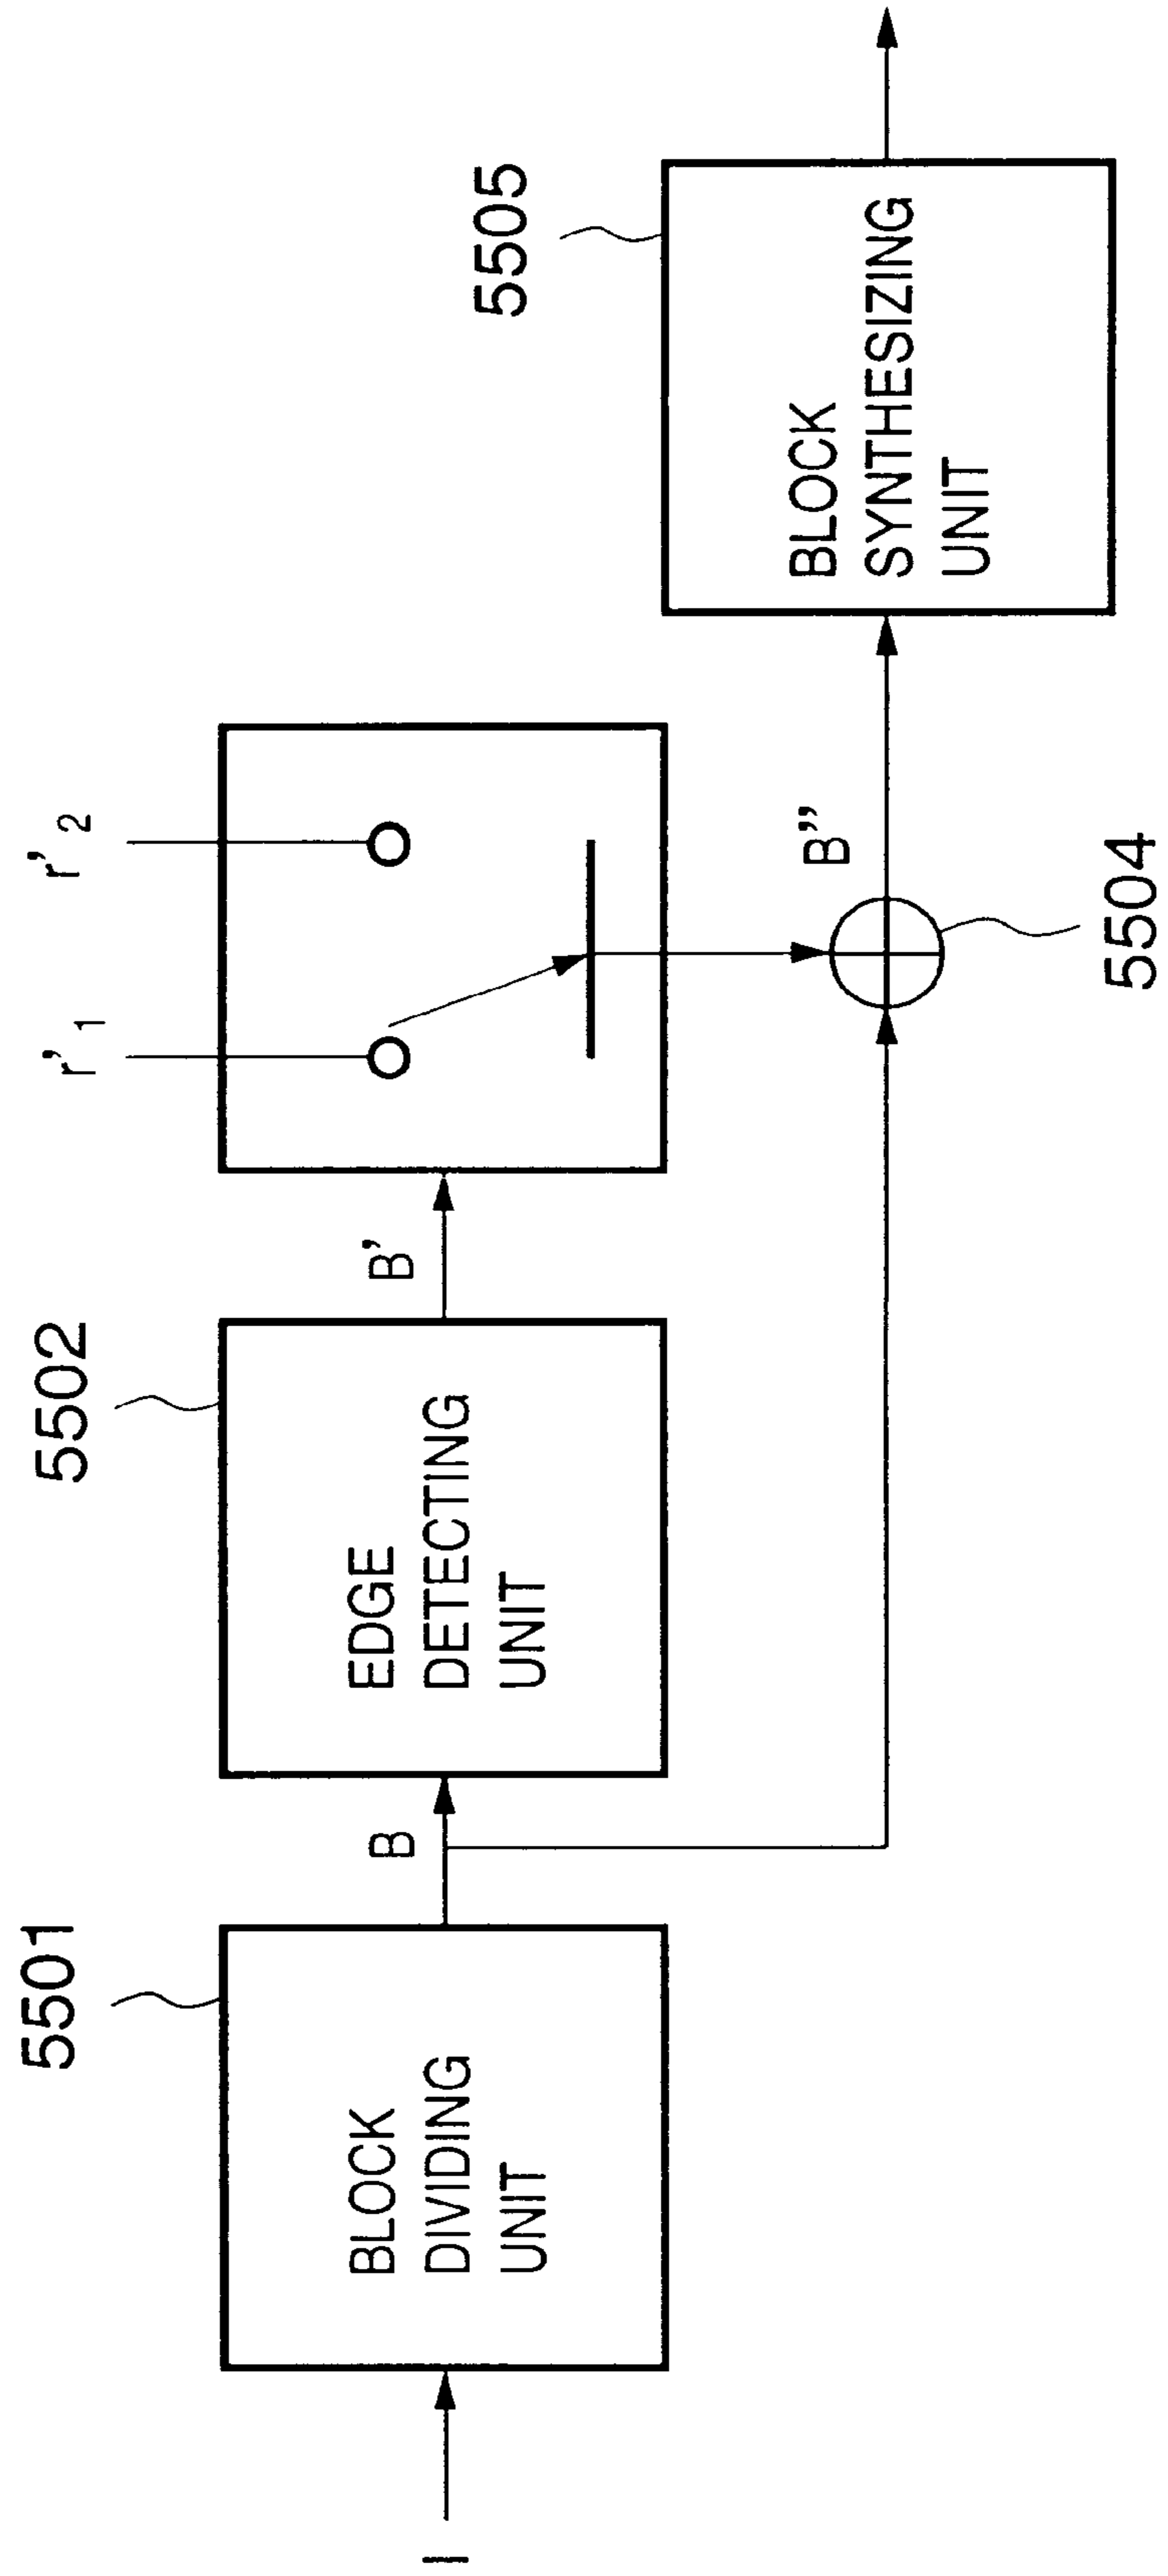 I
5501
BLOCK
DIVIDING
UNIT
B
5502
EDGE
DETECTING
UNIT
B'
r'1
r'2
5504
B”
5505
BLOCK
SYNTHESIZING
UNIT